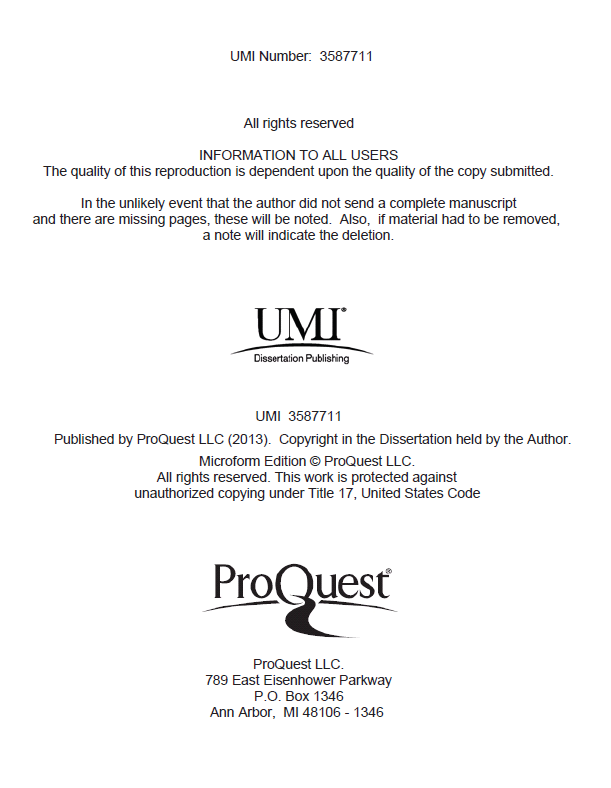 UMI Number: 3587711
All rights reserved
INFORMATION TO ALL USERS
The quality of this reproduction is dependent upon the quality of the copy submitted.
In the unlikely event that the author did not send a complete manuscript
and there are missing pages, these will be noted. Also, if material had to be removed,
a note will indicate the deletion.
UMI®
Dissertation Publishing
UMI 3587711
Published by ProQuest LLC (2013). Copyright in the Dissertation held by the Author.
Microform Edition © ProQuest LLC.
All rights reserved. This work is protected against
unauthorized copying under Title 17, United States Code
ProQuest®
ProQuest LLC.
789 East Eisenhower Parkway
P.O. Box 1346
Ann Arbor, MI 48106 - 1346